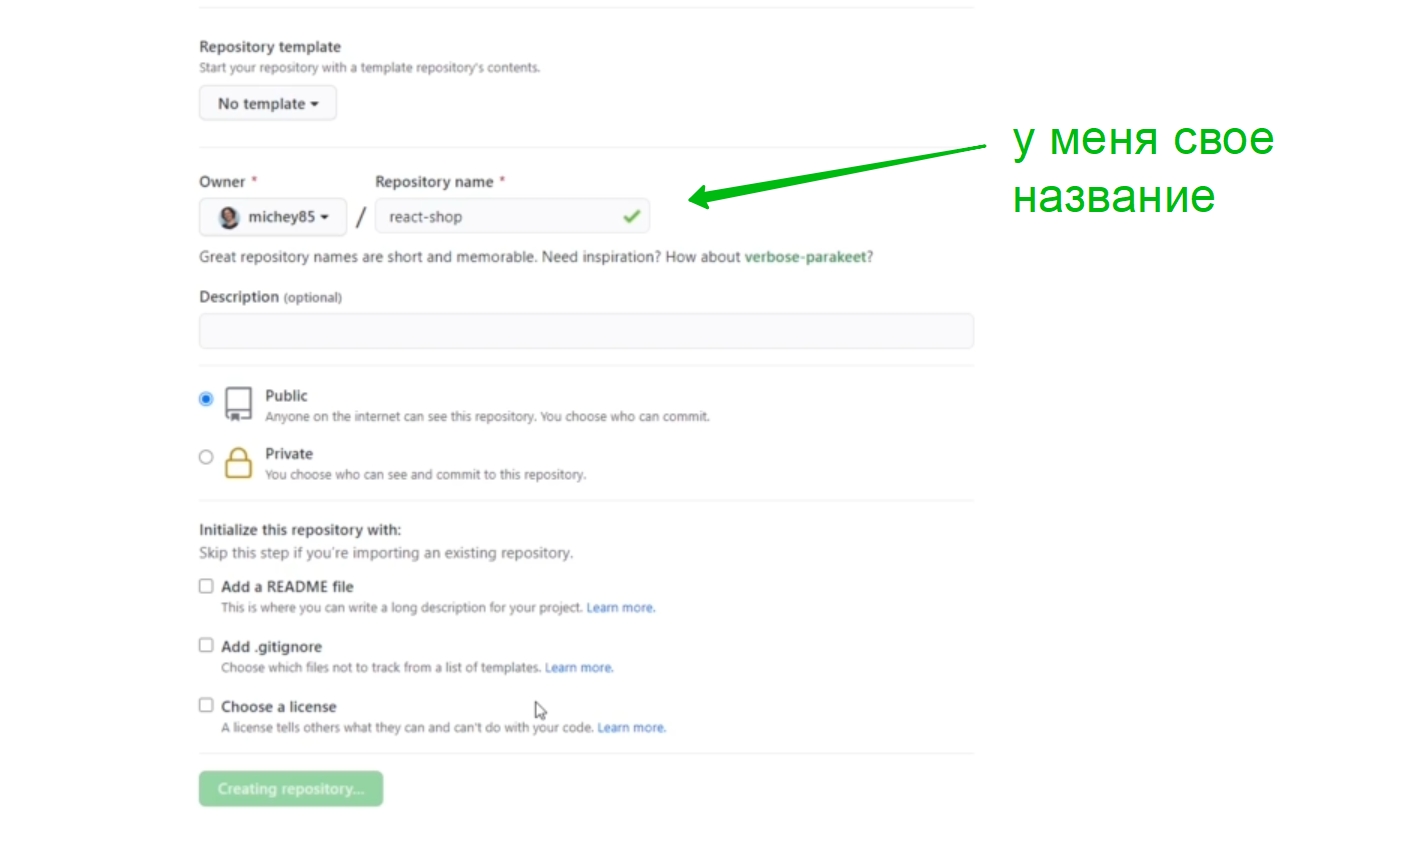 Repository template
Start your repository with a template repository's contents.
No template
у меня свое
название
Owner * Repository name *
michey85 / react-shop
Great repository names are short and memorable. Need inspiration? How about verbose-parakeet?
Description (optional)
Public
Anyone on the internet can see this repository. You choose who can commit.
Private
You choose who can see and commit to this repository.
Initialize this repository with:
Skip this step if you're importing an existing repository.
Add a README file
This is where you can write a long description for your project. Learn more.
Add .gitignore
Choose which files not to track from a list of templates. Learn more.
Choose a license
A license tells others what they can and can't do with your code. Learn more.
Creating repository...